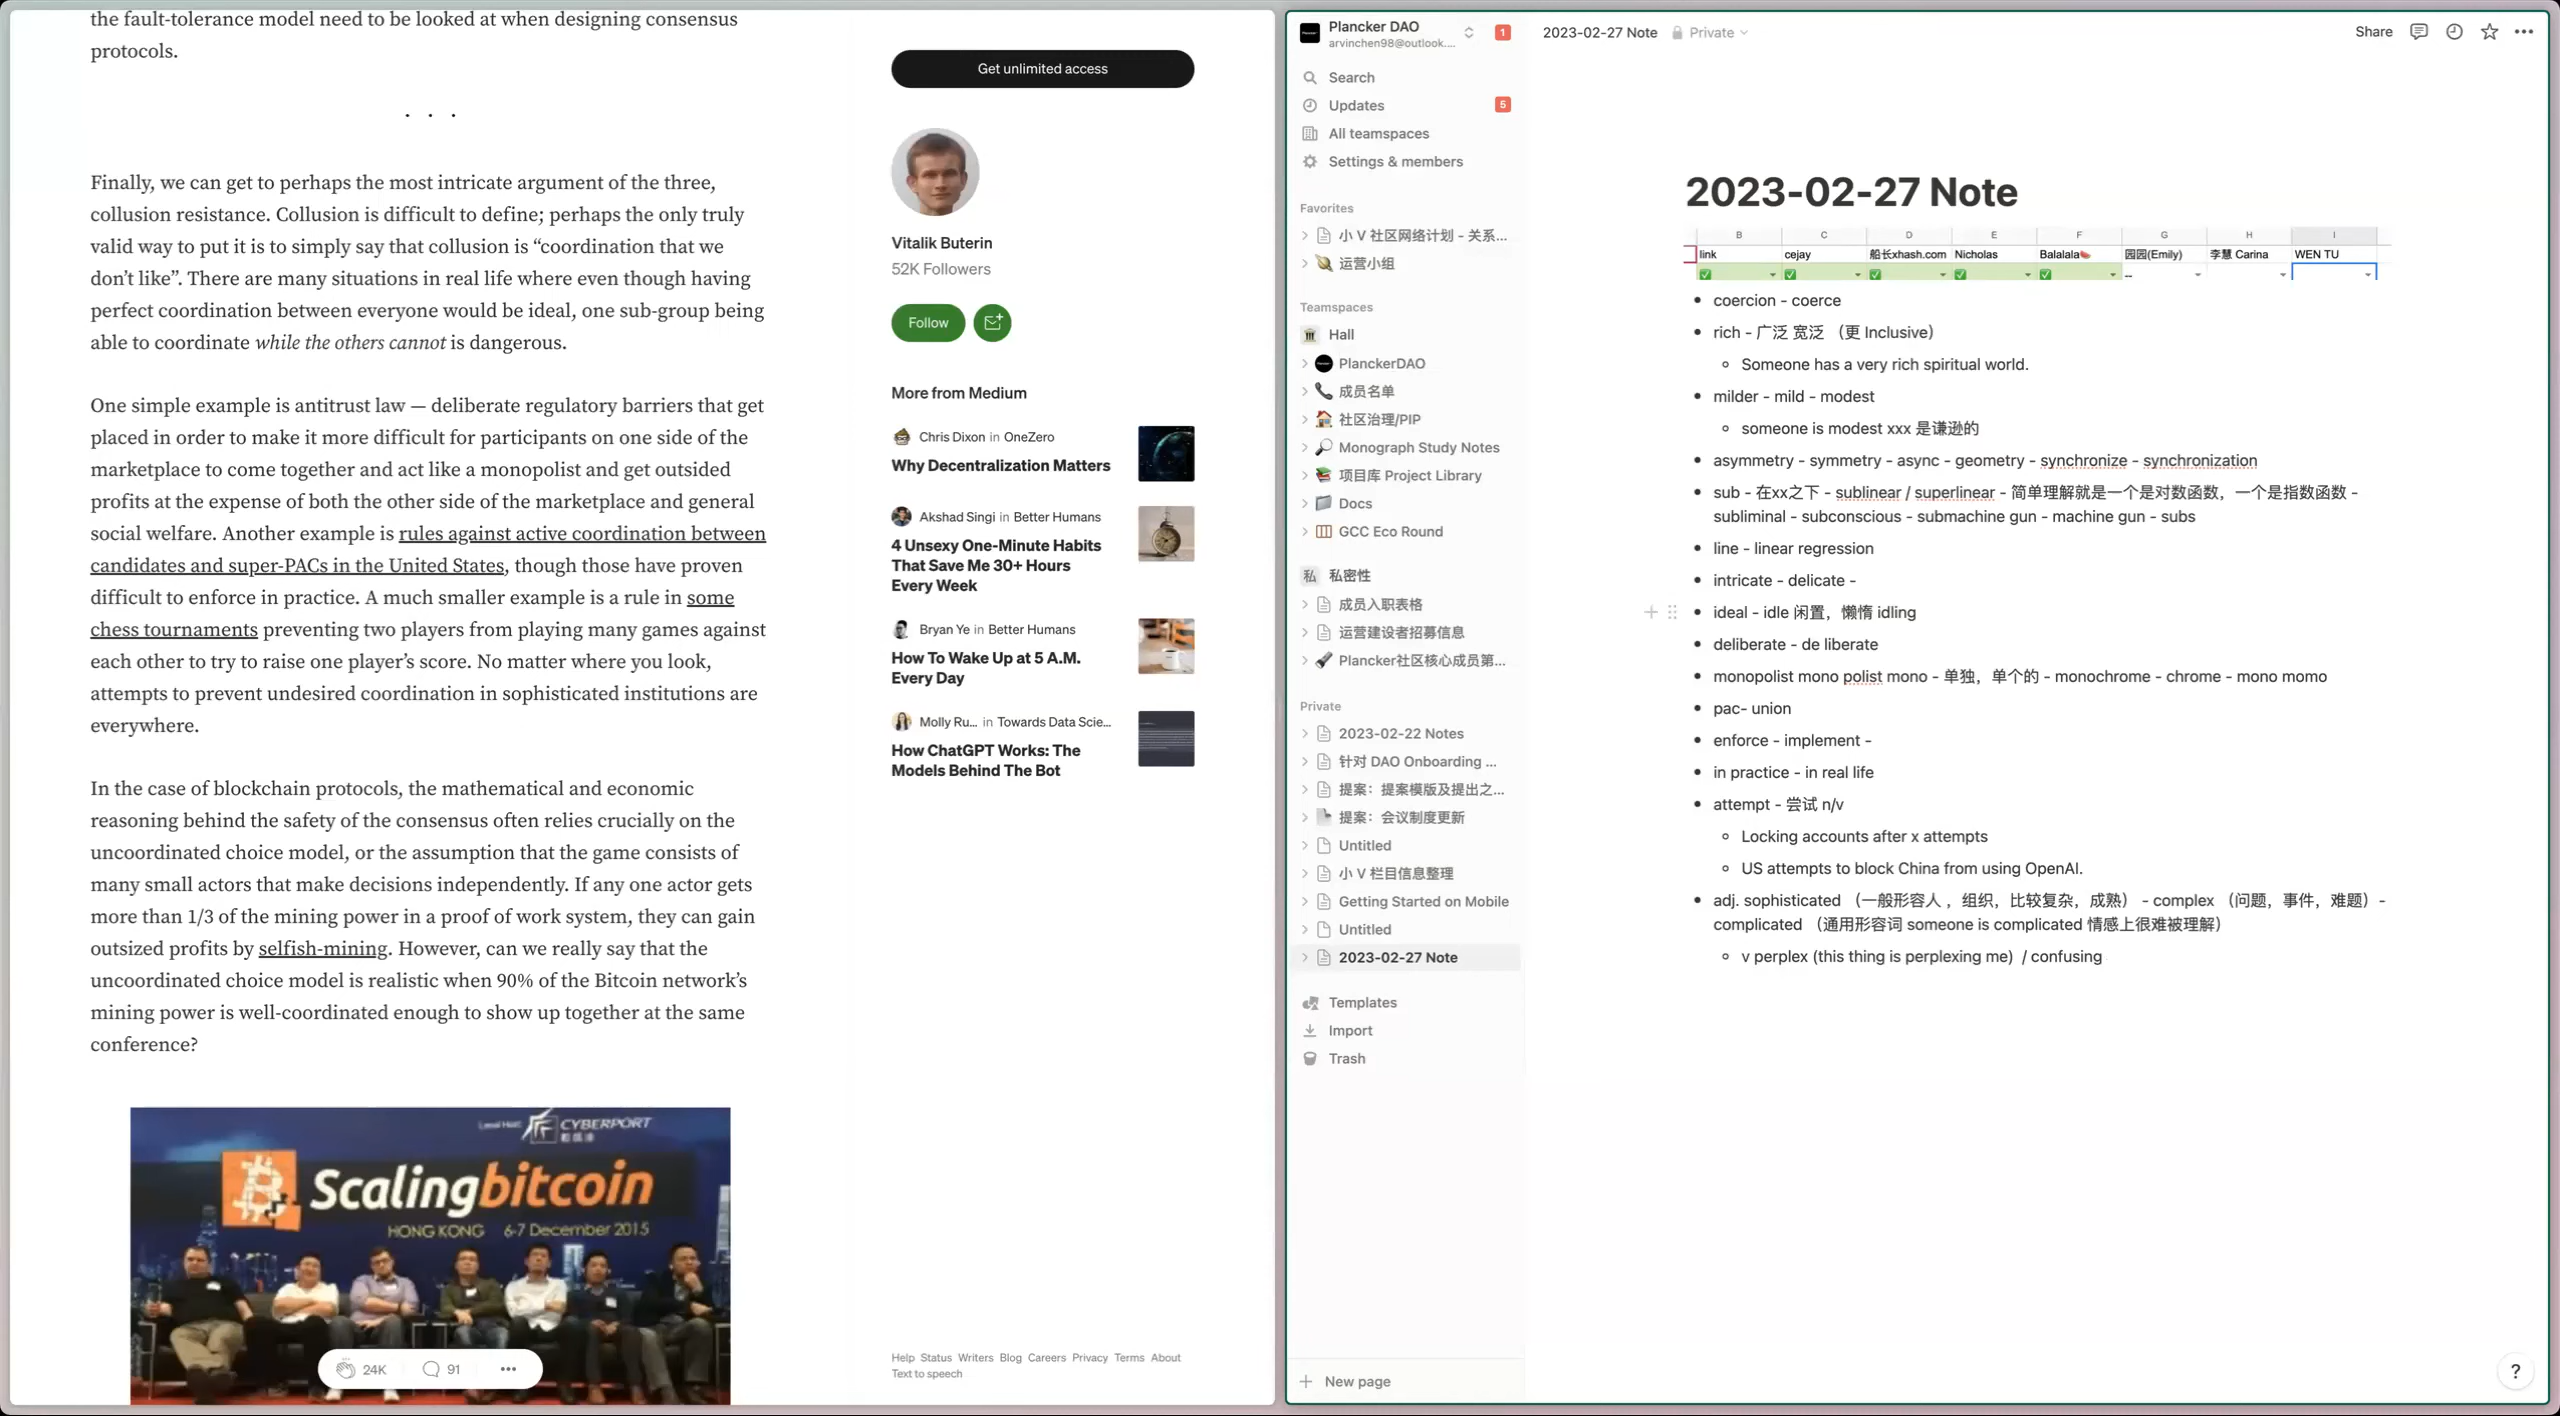 the fault-tolerance model need to be looked at when designing consensus
protocols.
. . .
Finally, we can get to perhaps the most intricate argument of the three,
collusion resistance. Collusion is difficult to define; perhaps the only truly
valid way to put it is to simply say that collusion is “coordination that we
don’t like”. There are many situations in real life where even though having
perfect coordination between everyone would be ideal, one sub-group being
able to coordinate while the others cannot is dangerous.
One simple example is antitrust law — deliberate regulatory barriers that get
placed in order to make it more difficult for participants on one side of the
marketplace to come together and act like a monopolist and get outsided
profits at the expense of both the other side of the marketplace and general
social welfare. Another example is rules against active coordination between
candidates and super-PACs in the United States, though those have proven
difficult to enforce in practice. A much smaller example is a rule in some
chess tournaments preventing two players from playing many games against
each other to try to raise one player’s score. No matter where you look,
attempts to prevent undesired coordination in sophisticated institutions are
everywhere.
In the case of blockchain protocols, the mathematical and economic
reasoning behind the safety of the consensus often relies crucially on the
uncoordinated choice model, or the assumption that the game consists of
many small actors that make decisions independently. If any one actor gets
more than 1/3 of the mining power in a proof of work system, they can gain
outsized profits by selfish-mining. However, can we really say that the
uncoordinated choice model is realistic when 90% of the Bitcoin network’s
mining power is well-coordinated enough to show up together at the same
conference?
CYBERPORT
Scalingbitcoin
HONG KONG 6-7 December 2015
24K 91
Get unlimited access
Vitalik Buterin
52K Followers
Follow
More from Medium
Chris Dixon in OneZero
Why Decentralization Matters
Akshad Singi in Better Humans
4 Unsexy One-Minute Habits
That Save Me 30+ Hours
Every Week
Bryan Ye in Better Humans
How To Wake Up at 5 A.M.
Every Day
Molly Ru... in Towards Data Scie...
How ChatGPT Works: The
Models Behind The Bot
Help Status Writers Blog Careers Privacy Terms About
Text to speech
Plancker DAO
arvinchen98@outlook....
1
Search
Updates 5
All teamspaces
Settings & members
Favorites
小 V 社区网络计划 - 关系...
运营小组
Teamspaces
Hall
PlanckerDAO
成员名单
社区治理/PIP
Monograph Study Notes
项目库 Project Library
Docs
GCC Eco Round
私 私密性
成员入职表格
运营建设者招募信息
Plancker社区核心成员第...
Private
2023-02-22 Notes
针对 DAO Onboarding ...
提案：提案模版及提出之...
提案：会议制度更新
Untitled
小 V 栏目信息整理
Getting Started on Mobile
Untitled
2023-02-27 Note
Templates
Import
Trash
New page
2023-02-27 Note Private
Share
2023-02-27 Note
B C D E F G H I
link cejay 船长xhash.com Nicholas Balalala🍉 园园(Emily) 李慧 Carina WEN TU
• coercion - coerce
• rich - 广泛 宽泛 （更 Inclusive）
◦ Someone has a very rich spiritual world.
• milder - mild - modest
◦ someone is modest xxx 是谦逊的
• asymmetry - symmetry - async - geometry - synchronize - synchronization
• sub - 在xx之下 - sublinear / superlinear - 简单理解就是一个是对数函数，一个是指数函数 -
subliminal - subconscious - submachine gun - machine gun - subs
• line - linear regression
• intricate - delicate -
• ideal - idle 闲置，懒惰 idling
• deliberate - de liberate
• monopolist mono polist mono - 单独，单个的 - monochrome - chrome - mono momo
• pac- union
• enforce - implement -
• in practice - in real life
• attempt - 尝试 n/v
◦ Locking accounts after x attempts
◦ US attempts to block China from using OpenAI.
• adj. sophisticated （一般形容人 ，组织，比较复杂，成熟） - complex （问题，事件，难题） -
complicated （通用形容词 someone is complicated 情感上很难被理解）
◦ v perplex (this thing is perplexing me) / confusing
?